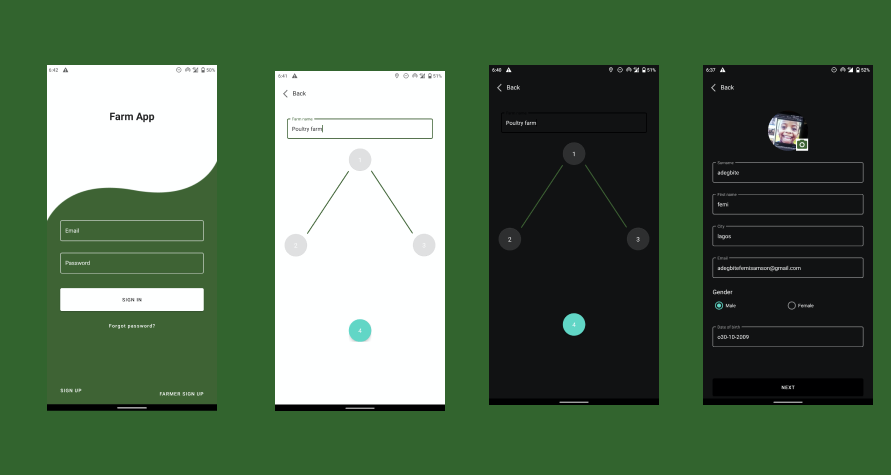 6:42
50%
Farm App
Email
Password
SIGN IN
Forgot password?
SIGN UP
FARMER SIGN UP
5:41
51%
Back
Farm name
Poultry farm
1
2
3
4
6:40
51%
Back
Poultry farm
1
2
3
4
6:37
52%
Back
Surname
adegbite
First name
femi
City
lagos
Email
adegbitefemisamson@gmail.com
Gender
Male
Female
Date of birth
o30-10-2009
NEXT